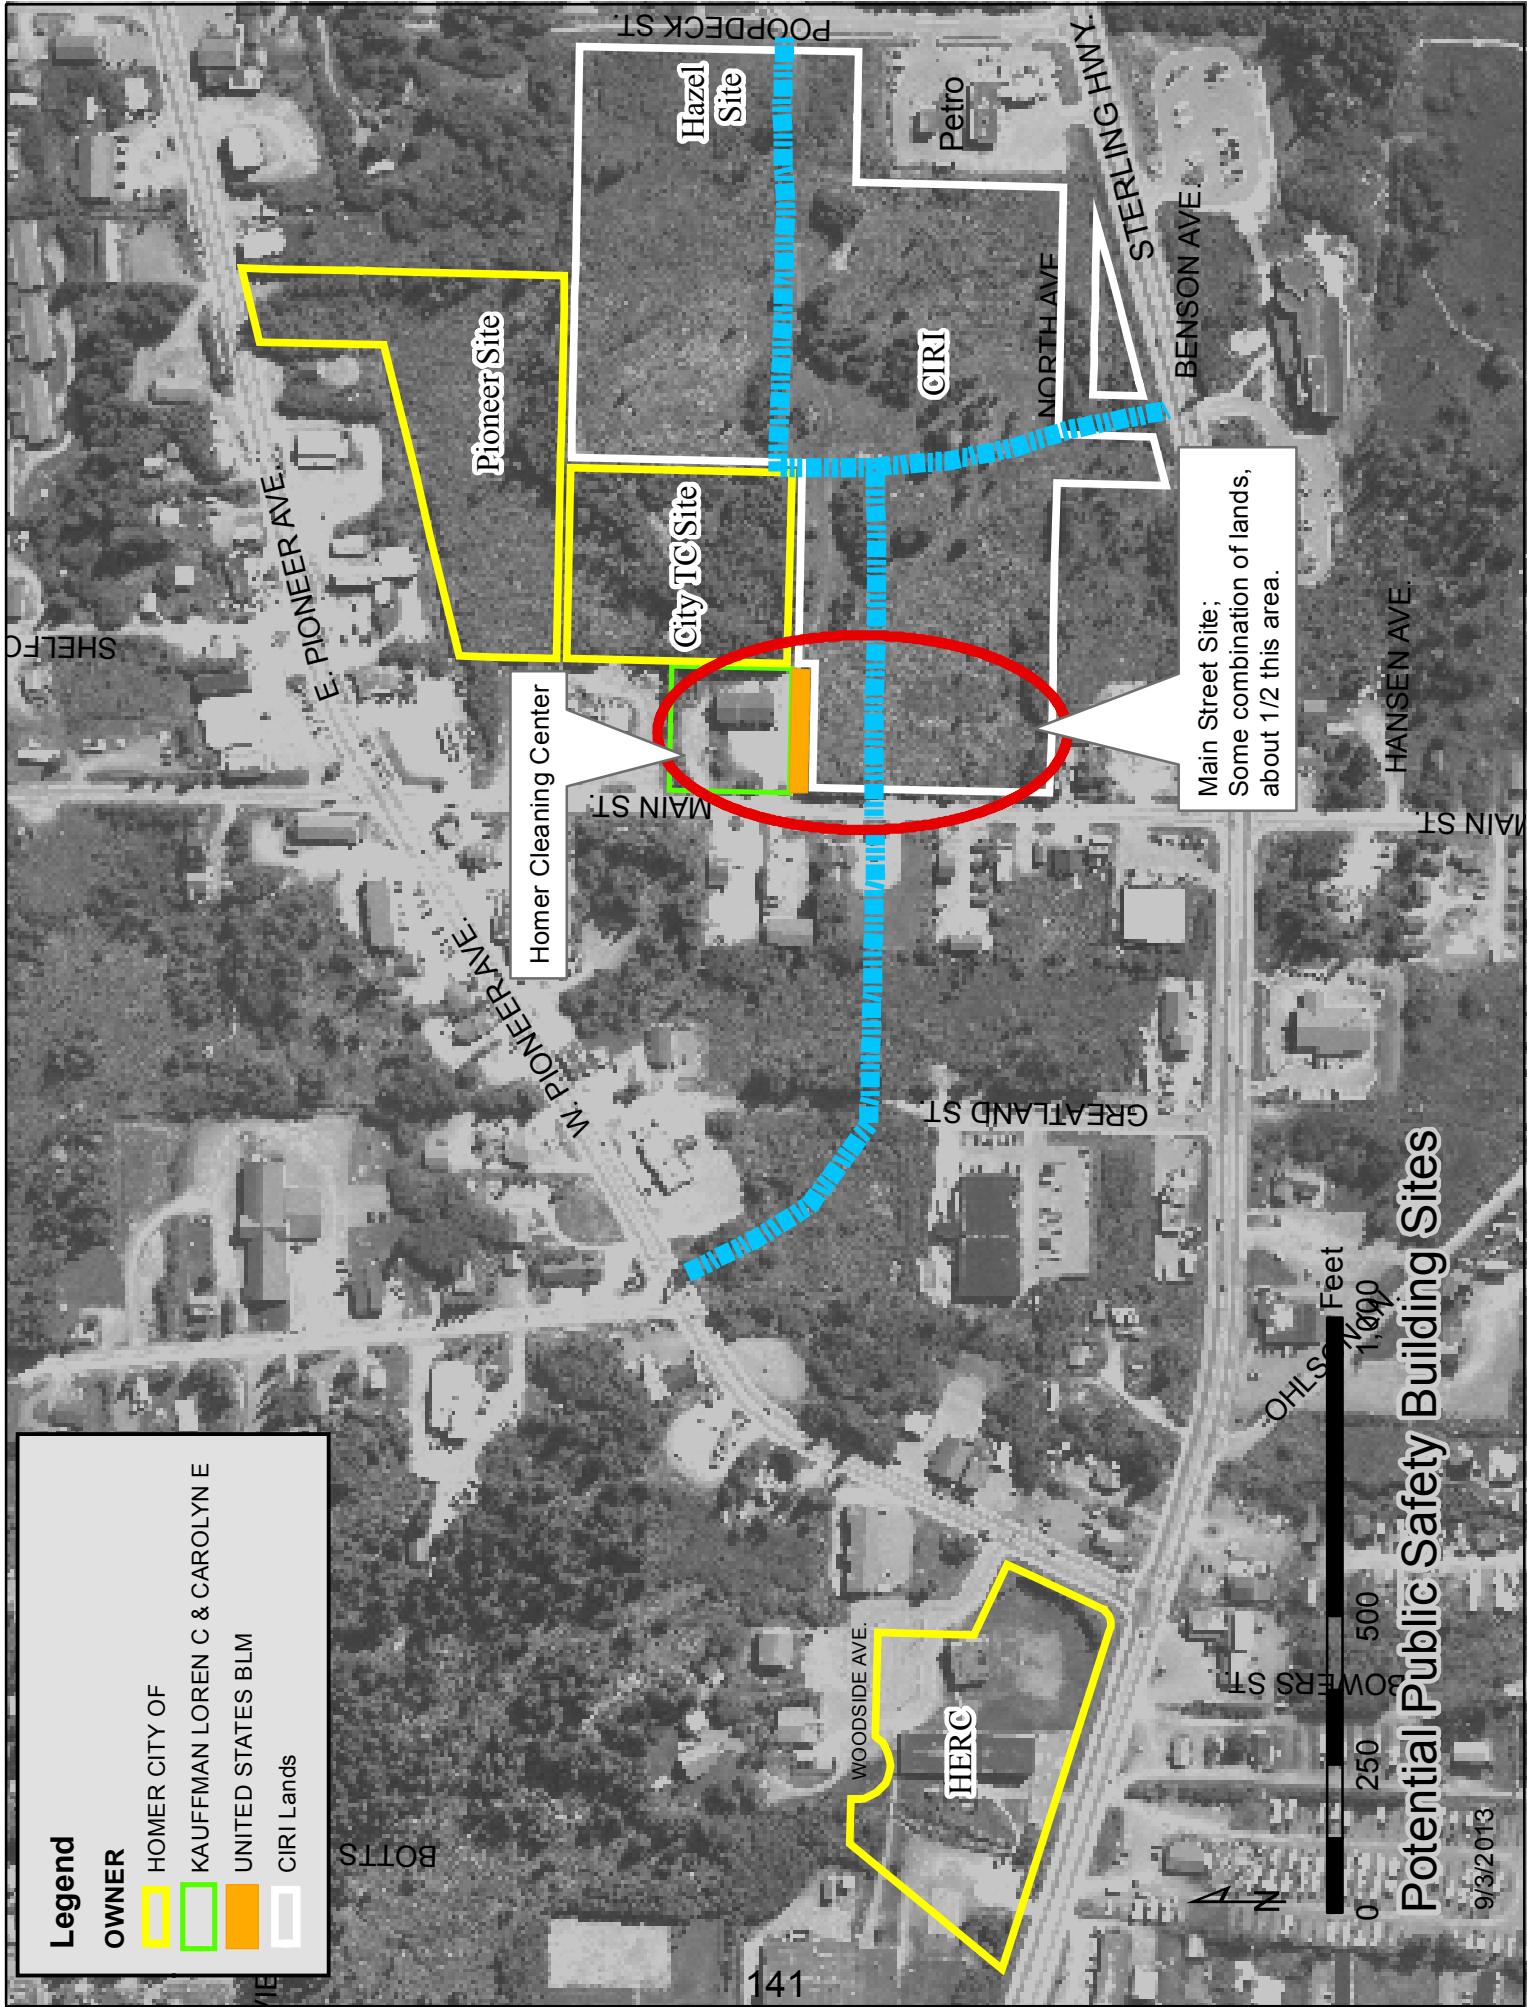 Legend
OWNER
HOMER CITY OF
KAUFFMAN LOREN C & CAROLYN E
UNITED STATES BLM
CIRI Lands
SHELFO
E. PIONEER AVE.
W. PIONEER AVE.
POOPDECK ST.
Pioneer Site
Hazel
Site
City TC Site
Homer Cleaning Center
MAIN ST.
Petro
CIRI
NORTH AVE
STERLING HWY.
BENSON AVE.
Main Street Site;
Some combination of lands,
about 1/2 this area.
GREATLAND ST.
HANSEN AVE.
MAIN ST.
BOTTS
WOODSIDE AVE.
HERC
BOWERS ST.
N
0 250 500 1,000
Feet
Potential Public Safety Building Sites
9/3/2013
141